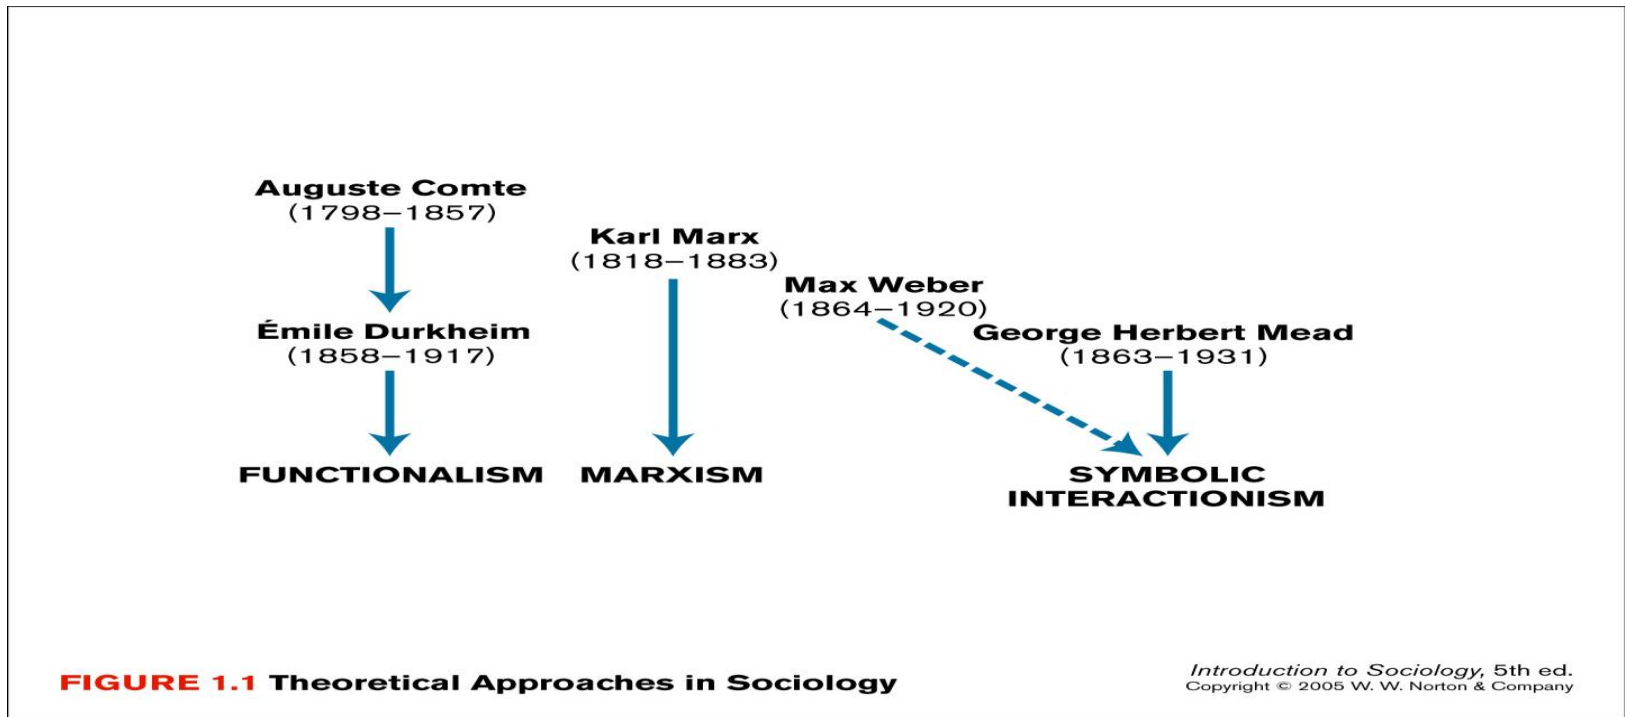 Auguste Comte
(1798–1857)
Karl Marx
(1818–1883)
Max Weber
(1864–1920)
Émile Durkheim
(1858–1917)
George Herbert Mead
(1863–1931)
FUNCTIONALISM
MARXISM
SYMBOLIC
INTERACTIONISM
FIGURE 1.1 Theoretical Approaches in Sociology
Introduction to Sociology, 5th ed.
Copyright © 2005 W. W. Norton & Company